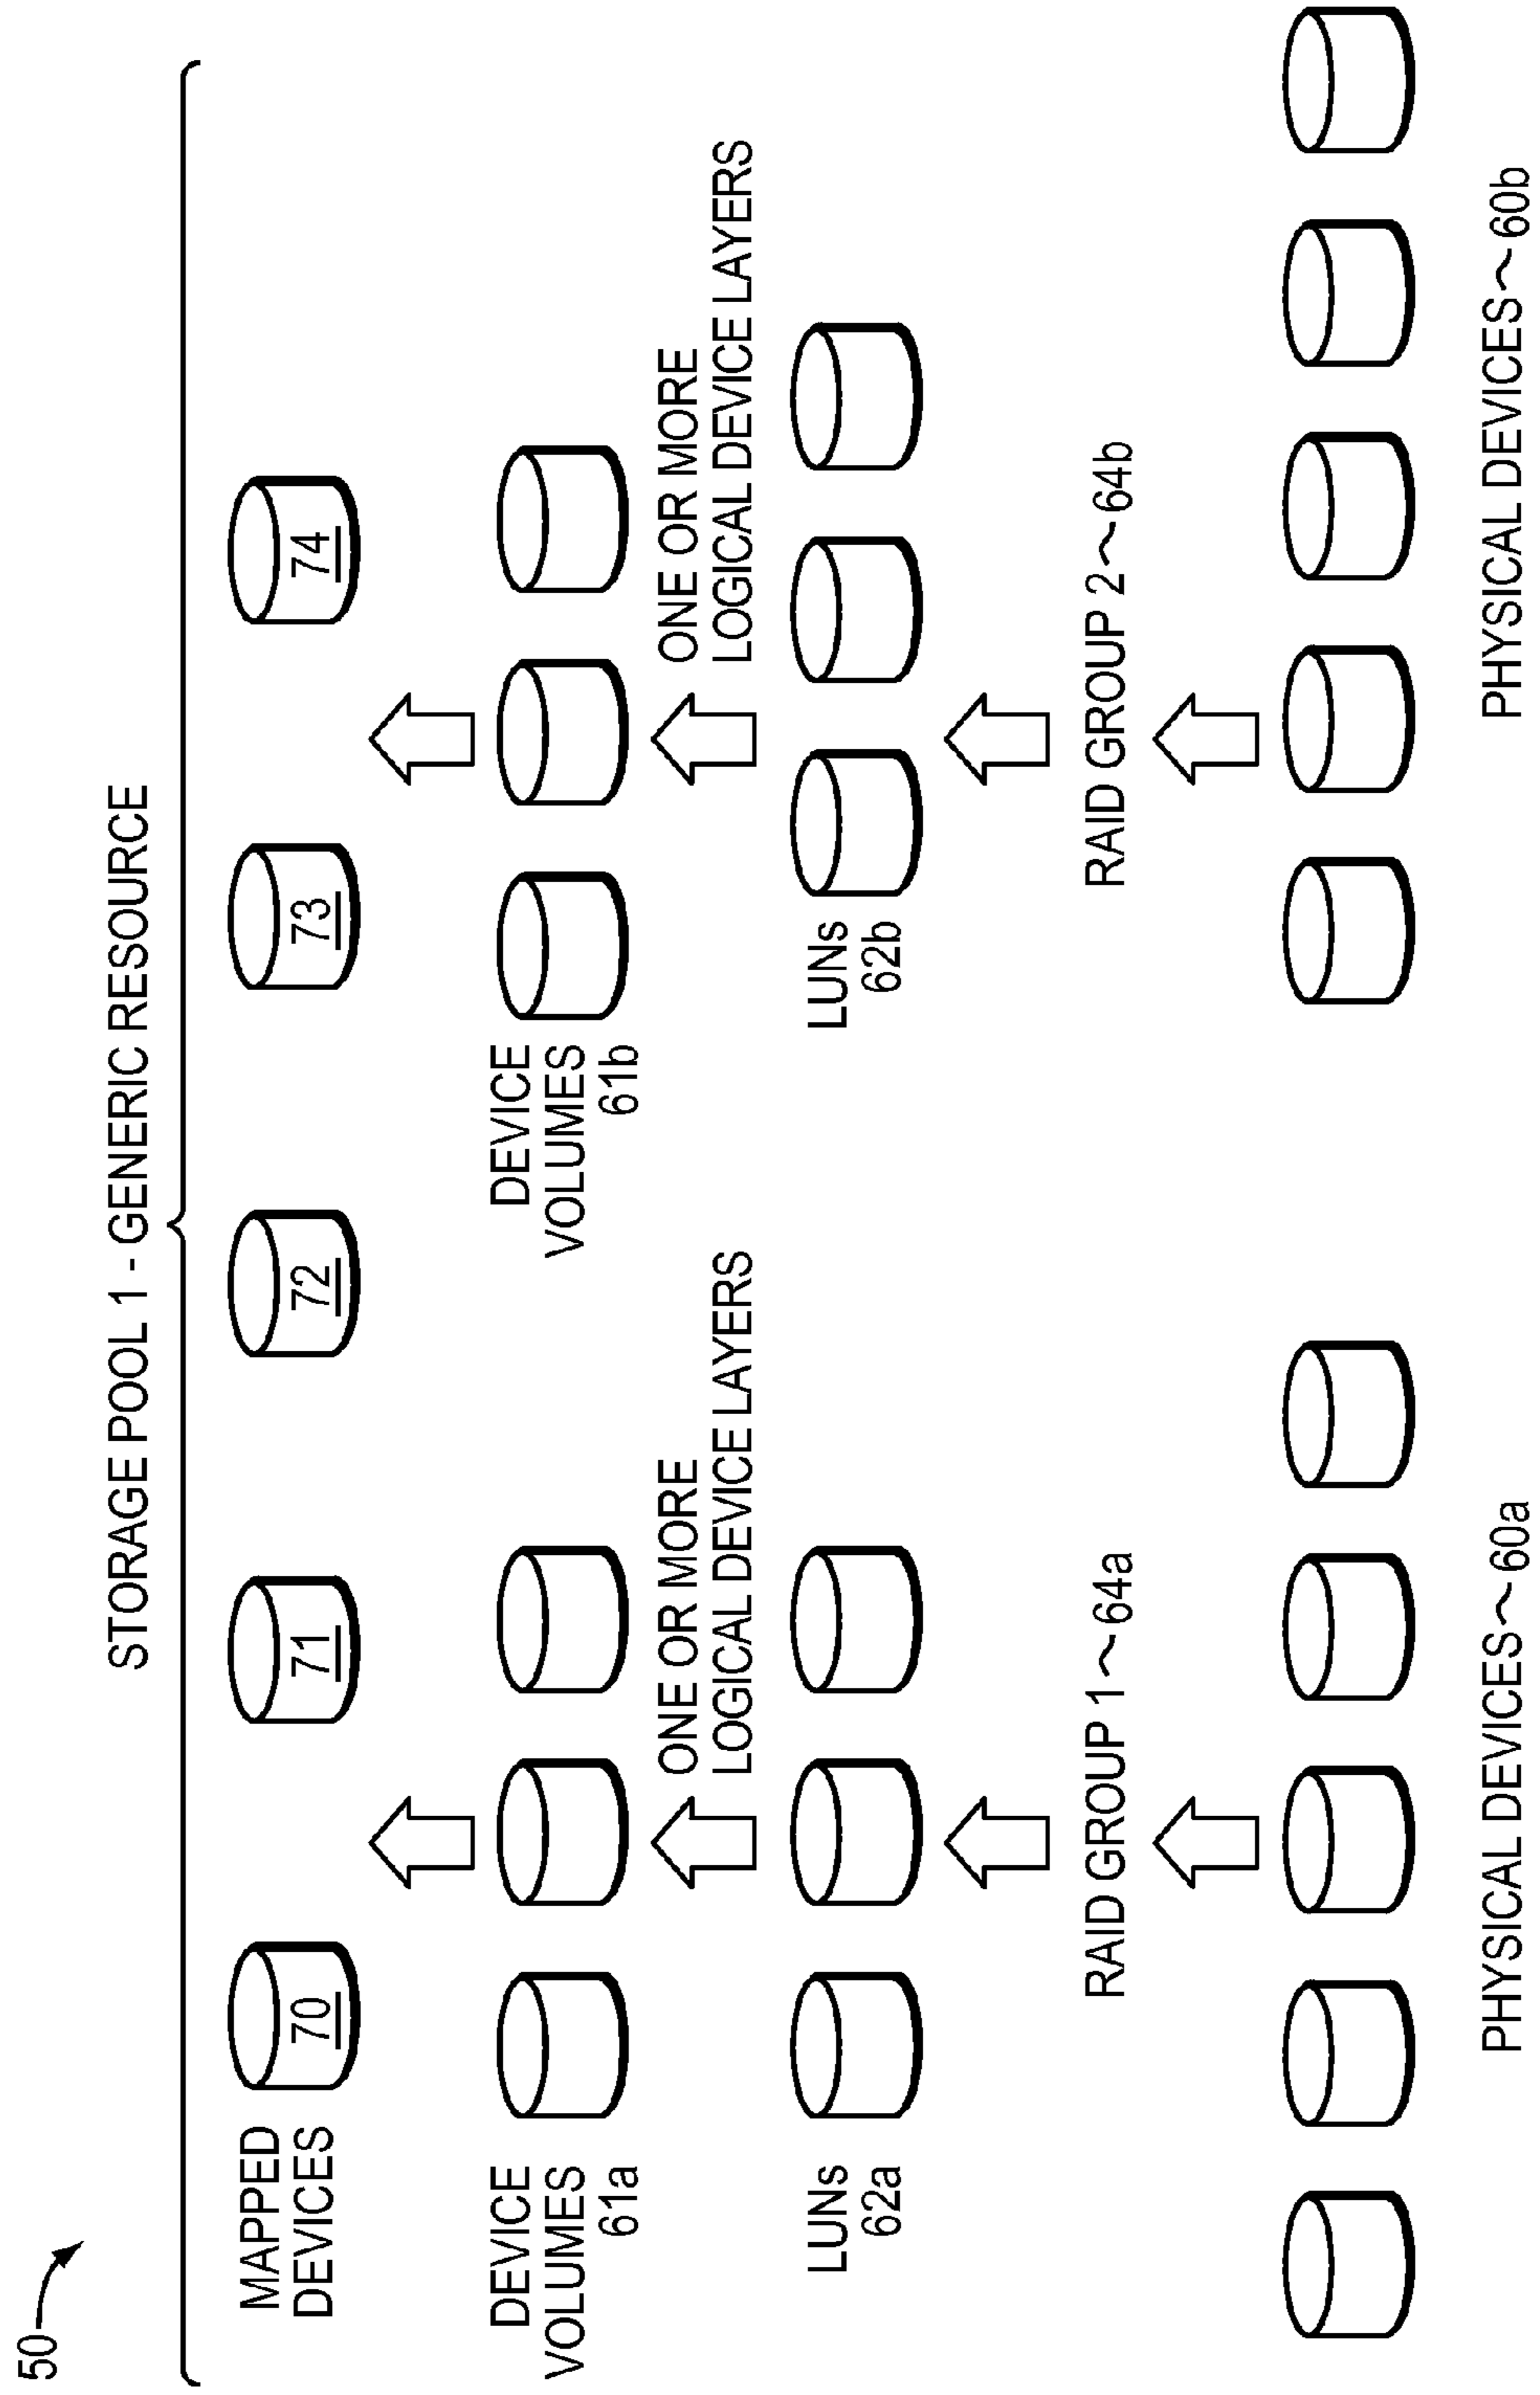 50
STORAGE POOL 1 - GENERIC RESOURCE
MAPPED
DEVICES
70
71
72
73
74
DEVICE
VOLUMES
61a
DEVICE
VOLUMES
61b
ONE OR MORE
LOGICAL DEVICE LAYERS
ONE OR MORE
LOGICAL DEVICE LAYERS
LUNs
62a
LUNs
62b
RAID GROUP 1~64a
RAID GROUP 2~64b
PHYSICAL DEVICES~60a
PHYSICAL DEVICES~60b